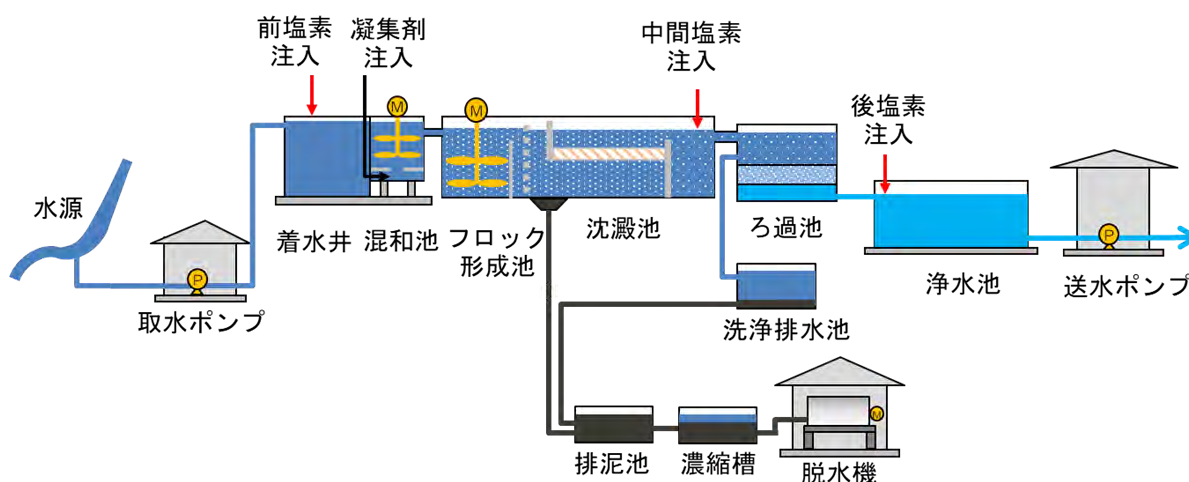 前塩素
注入
凝集剤
注入
中間塩素
注入
後塩素
注入
M
M
水源
着水井
混和池
フロック
形成池
沈澱池
ろ過池
P
取水ポンプ
浄水池
P
送水ポンプ
洗浄排水池
M
排泥池
濃縮槽
脱水機